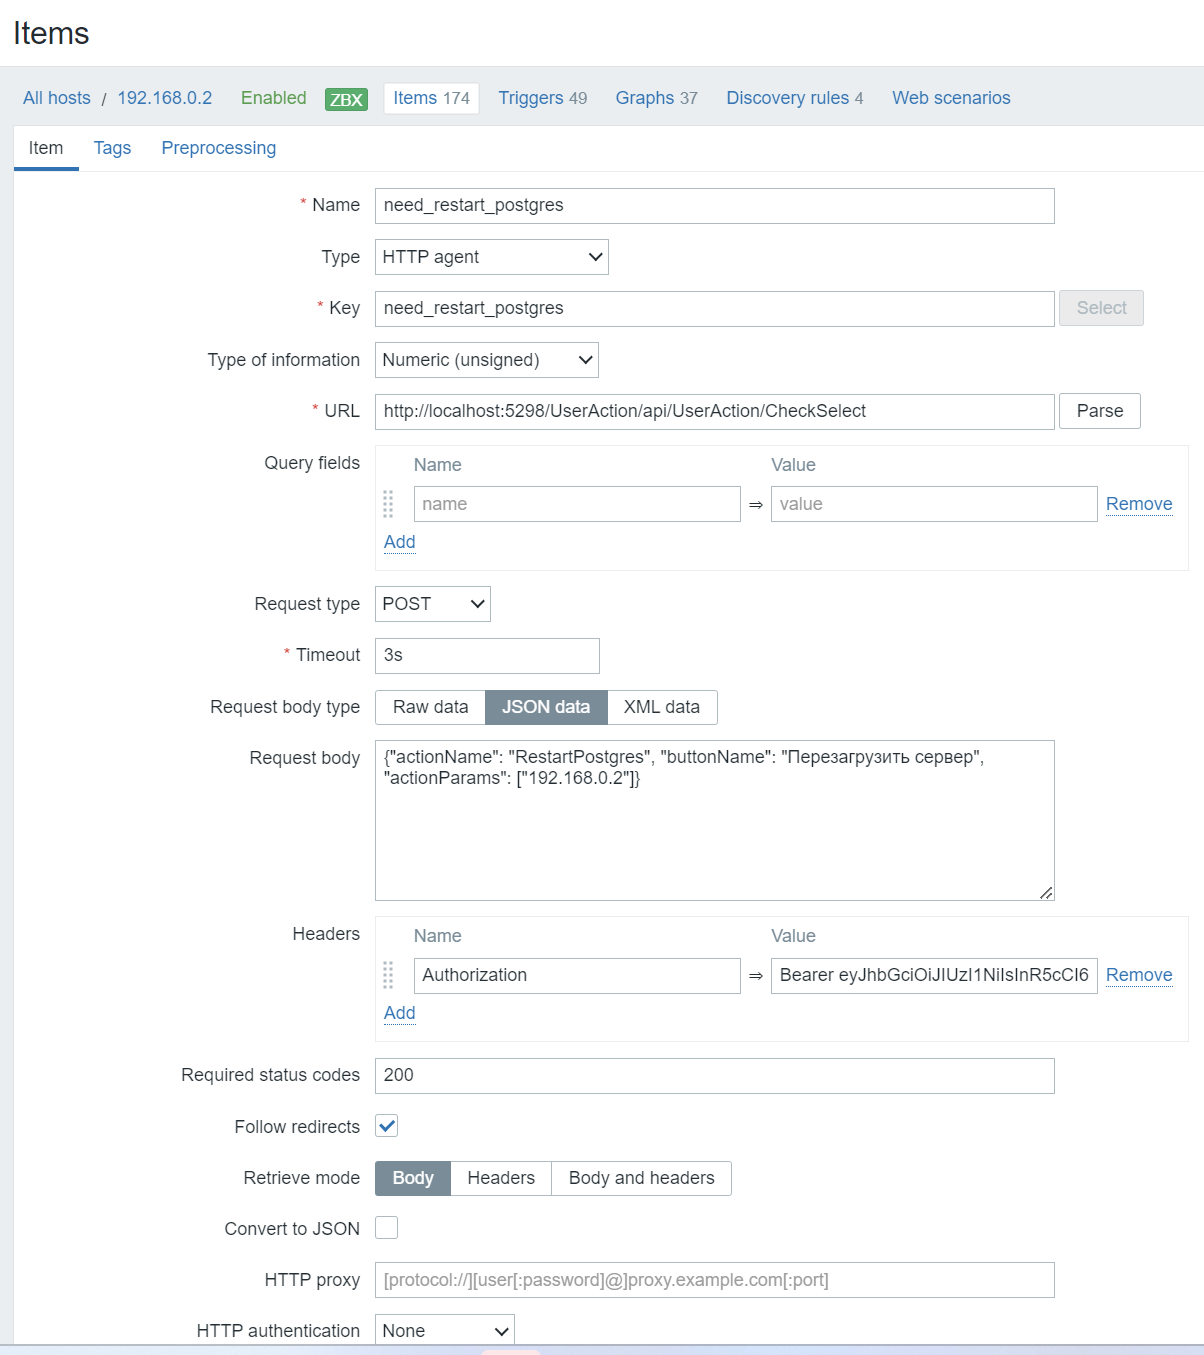 Items
All hosts / 192.168.0.2 Enabled ZBX Items 174 Triggers 49 Graphs 37 Discovery rules 4 Web scenarios
Item Tags Preprocessing
* Name need_restart_postgres
Type HTTP agent
* Key need_restart_postgres Select
Type of information Numeric (unsigned)
* URL http://localhost:5298/UserAction/api/UserAction/CheckSelect Parse
Query fields Name Value
name ⇒ value Remove
Add
Request type POST
* Timeout 3s
Request body type Raw data JSON data XML data
Request body {"actionName": "RestartPostgres", "buttonName": "Перезагрузить сервер",
"actionParams": ["192.168.0.2"]}
Headers Name Value
Authorization ⇒ Bearer eyJhbGciOiJIUzI1NiIsInR5cCI6 Remove
Add
Required status codes 200
Follow redirects
Retrieve mode Body Headers Body and headers
Convert to JSON
HTTP proxy [protocol://][user[:password]@]proxy.example.com[:port]
HTTP authentication None